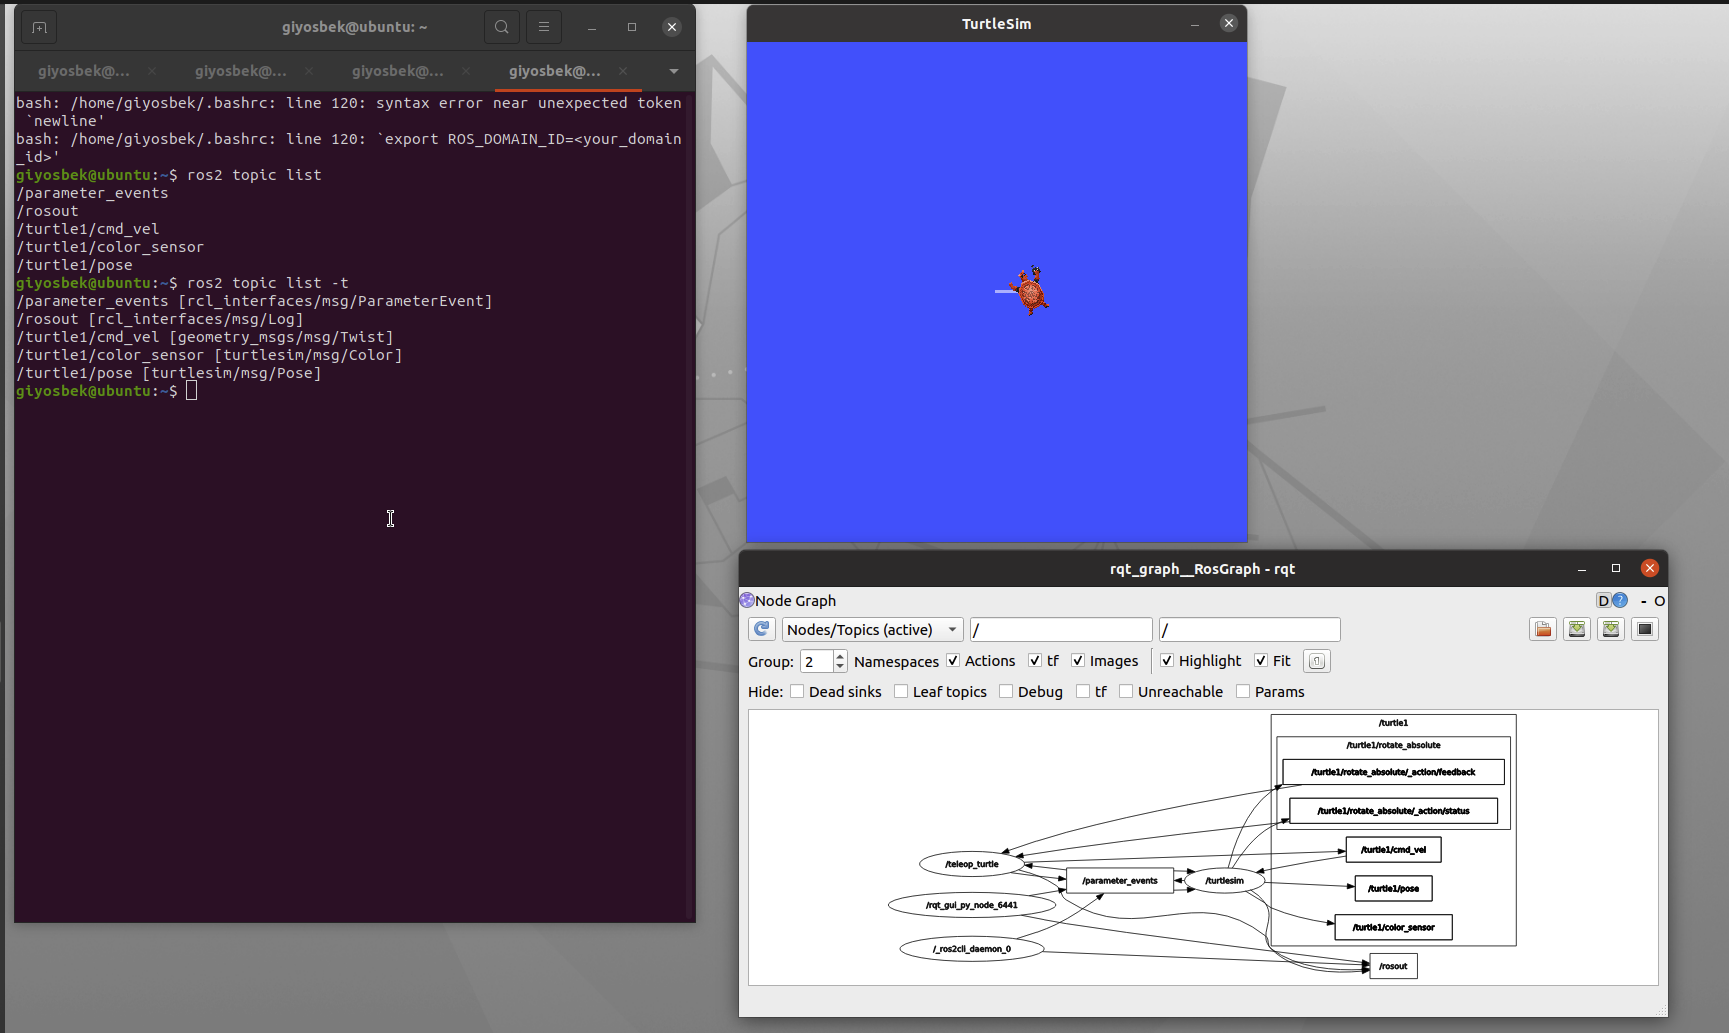 giyosbek@ubuntu: ~
giyosbek@... giyosbek@... giyosbek@... giyosbek@...
bash: /home/giyosbek/.bashrc: line 120: syntax error near unexpected token
`newline'
bash: /home/giyosbek/.bashrc: line 120: `export ROS_DOMAIN_ID=<your_domain
_id>'
giyosbek@ubuntu:~$ ros2 topic list
/parameter_events
/rosout
/turtle1/cmd_vel
/turtle1/color_sensor
/turtle1/pose
giyosbek@ubuntu:~$ ros2 topic list -t
/parameter_events [rcl_interfaces/msg/ParameterEvent]
/rosout [rcl_interfaces/msg/Log]
/turtle1/cmd_vel [geometry_msgs/msg/Twist]
/turtle1/color_sensor [turtlesim/msg/Color]
/turtle1/pose [turtlesim/msg/Pose]
giyosbek@ubuntu:~$
TurtleSim
rqt_graph__RosGraph - rqt
Node Graph D ? - O
Nodes/Topics (active) / /
Group: 2 Namespaces Actions tf Images Highlight Fit
Hide: Dead sinks Leaf topics Debug tf Unreachable Params
/turtle1
/turtle1/rotate_absolute
/turtle1/rotate_absolute/_action/feedback
/turtle1/rotate_absolute/_action/status
/turtle1/cmd_vel
/teleop_turtle
/parameter_events
/turtlesim
/turtle1/pose
/rqt_gui_py_node_6441
/turtle1/color_sensor
/_ros2cli_daemon_0
/rosout